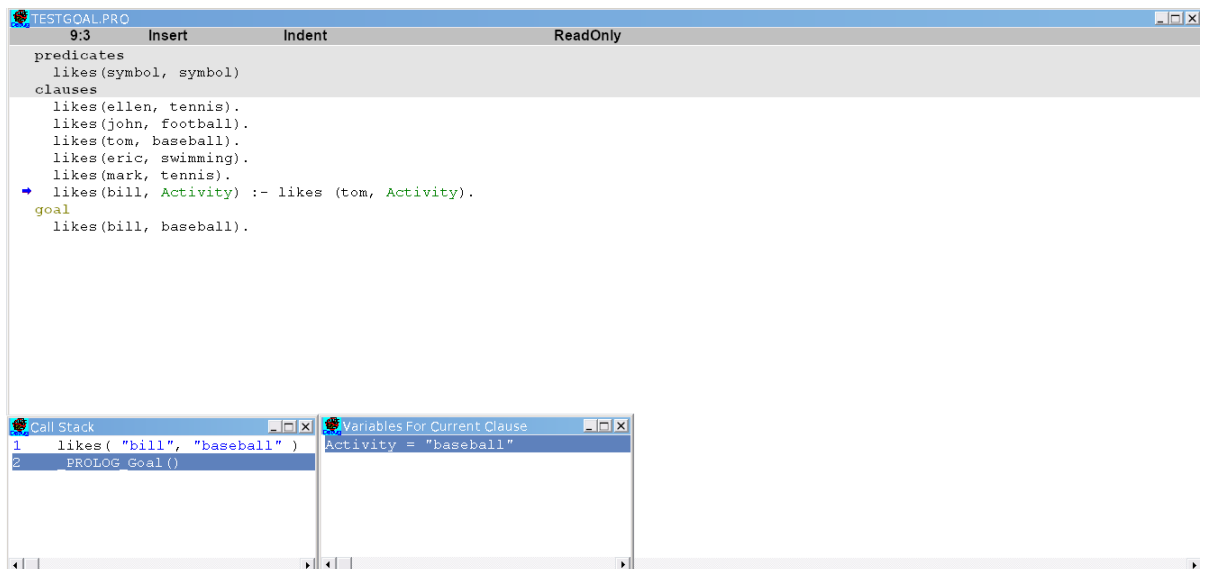 TESTGOAL.PRO
9:3 Insert Indent ReadOnly
predicates
likes(symbol, symbol)
clauses
likes(ellen, tennis).
likes(john, football).
likes(tom, baseball).
likes(eric, swimming).
likes(mark, tennis).
likes(bill, Activity) :- likes (tom, Activity).
goal
likes(bill, baseball).
Call Stack
1 likes( "bill", "baseball" )
2 _PROLOG_Goal()
Variables For Current Clause
Activity = "baseball"